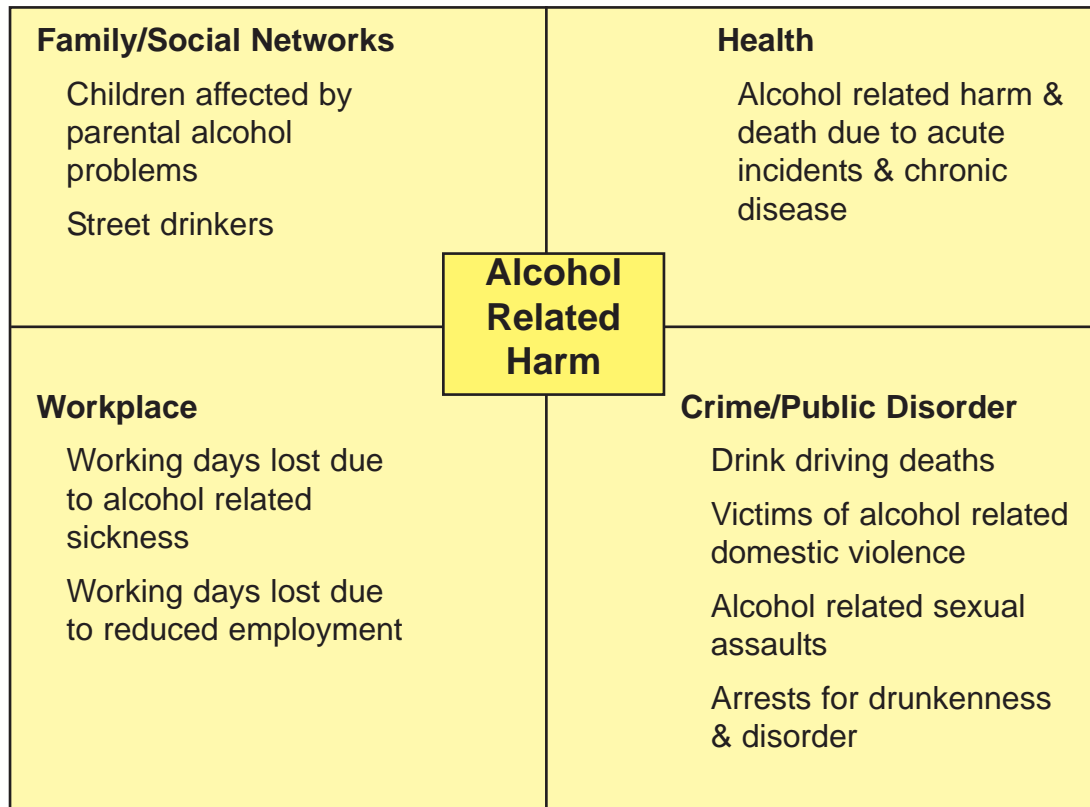 Family/Social Networks
Children affected by
parental alcohol
problems
Street drinkers
Health
Alcohol related harm &
death due to acute
incidents & chronic
disease
Alcohol
Related
Harm
Workplace
Working days lost due
to alcohol related
sickness
Working days lost due
to reduced employment
Crime/Public Disorder
Drink driving deaths
Victims of alcohol related
domestic violence
Alcohol related sexual
assaults
Arrests for drunkenness
& disorder